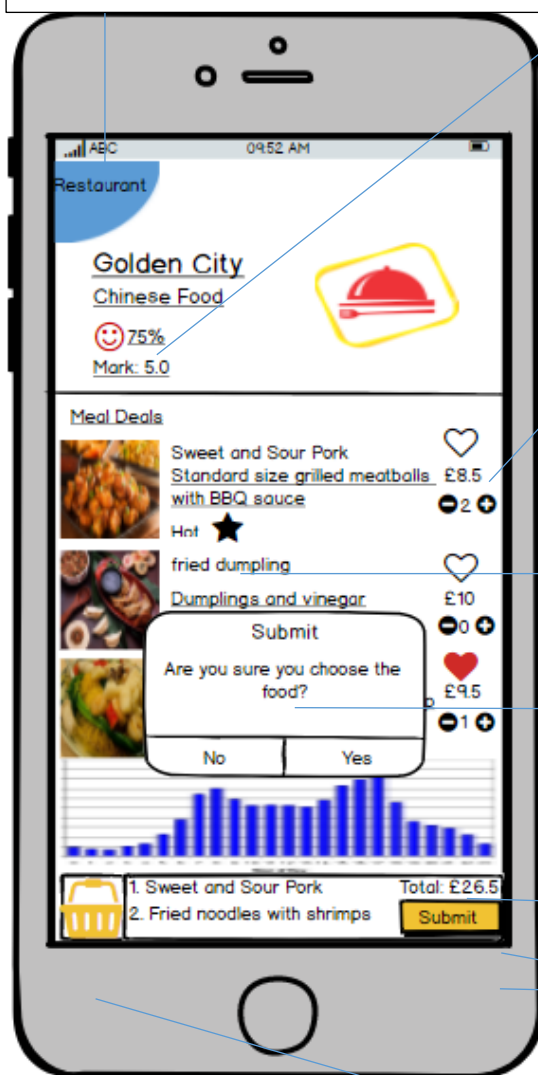 ABC
09:52 AM
Restaurant
Golden City
Chinese Food
75%
Mark: 5.0
Meal Deals
Sweet and Sour Pork
Standard size grilled meatballs
with BBQ sauce
£8.5
2
Hot
fried dumpling
Dumplings and vinegar
£10
0
Submit
Are you sure you choose the
food?
No
Yes
£9.5
1
1. Sweet and Sour Pork
2. Fried noodles with shrimps
Total: £26.5
Submit